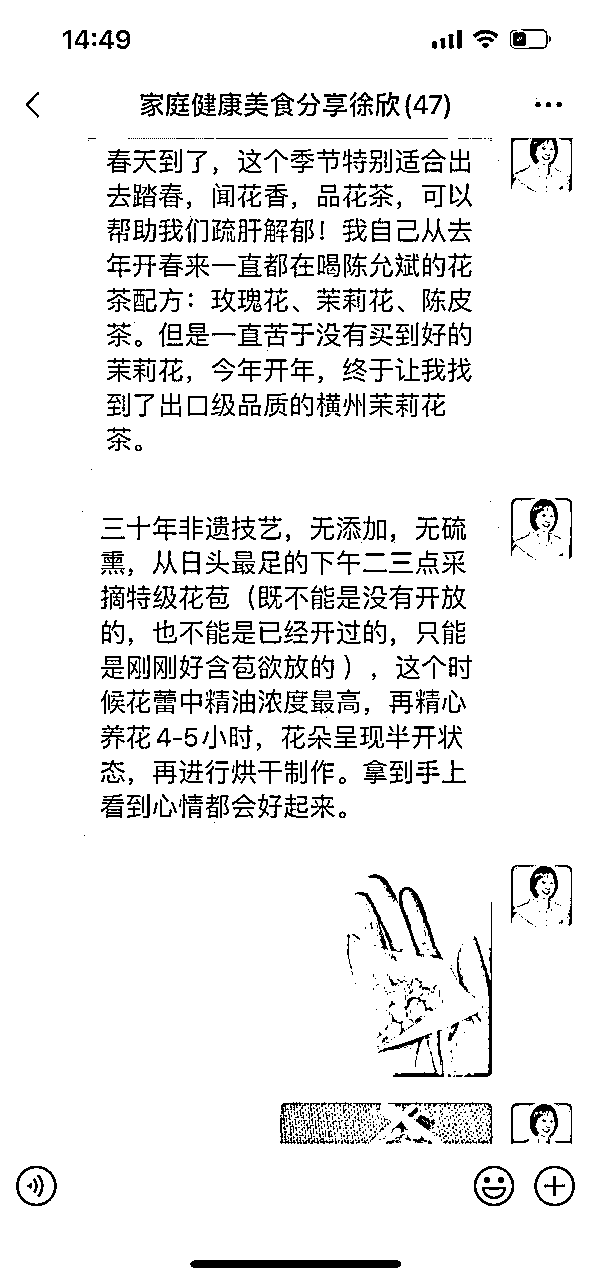 14:49
家庭健康美食分享徐欣(47)
春天到了，这个季节特别适合出
去踏春，闻花香，品花茶，可以
帮助我们疏肝解郁！我自己从去
年开春来一直都在喝陈允斌的花
茶配方：玫瑰花、茉莉花、陈皮
茶。但是一直苦于没有买到好的
茉莉花，今年开年，终于让我找
到了出口级品质的横州茉莉花
茶。
三十年非遗技艺，无添加，无硫
熏，从日头最足的下午二三点采
摘特级花苞（既不能是没有开放
的，也不能是已经开过的，只能
是刚刚好含苞欲放的），这个时
候花蕾中精油浓度最高，再精心
养花4-5小时，花朵呈现半开状
态，再进行烘干制作。拿到手上
看到心情都会好起来。